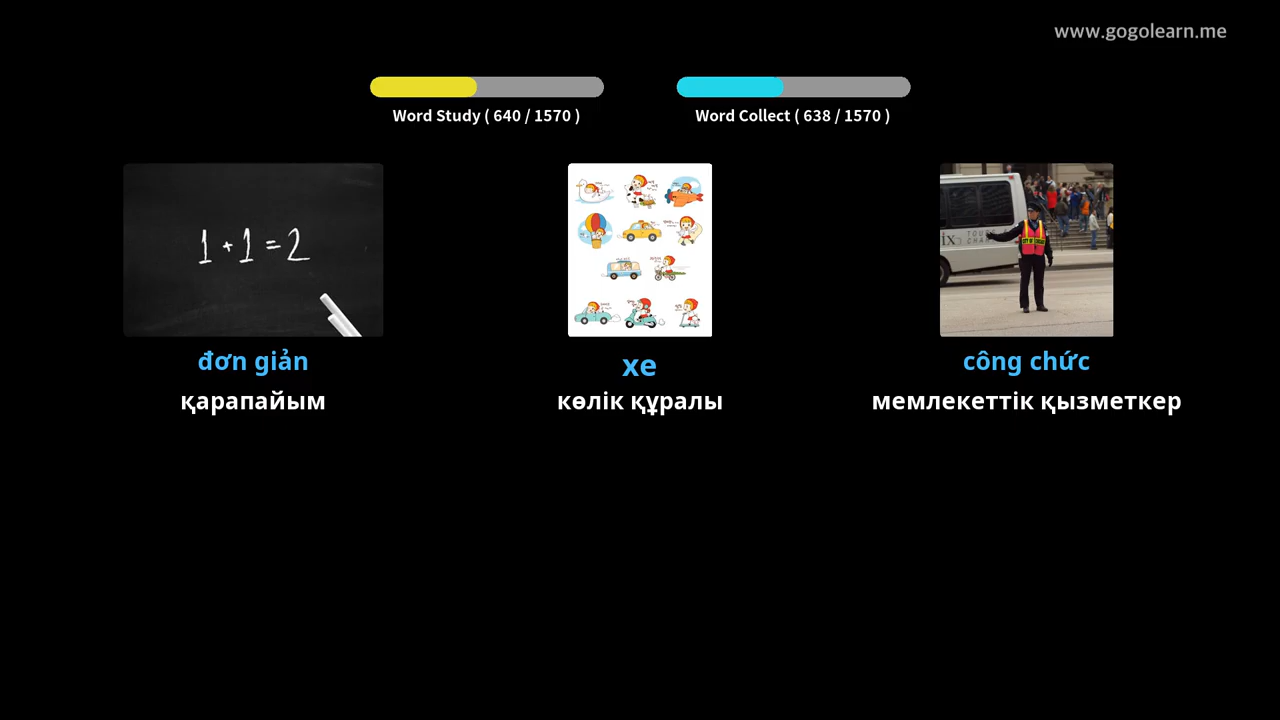 www.gogolearn.me
Word Study ( 640 / 1570 )
Word Collect ( 638 / 1570 )
1 + 1 = 2
đơn giản
қарапайым
xe
көлік құралы
công chức
мемлекеттік қызметкер